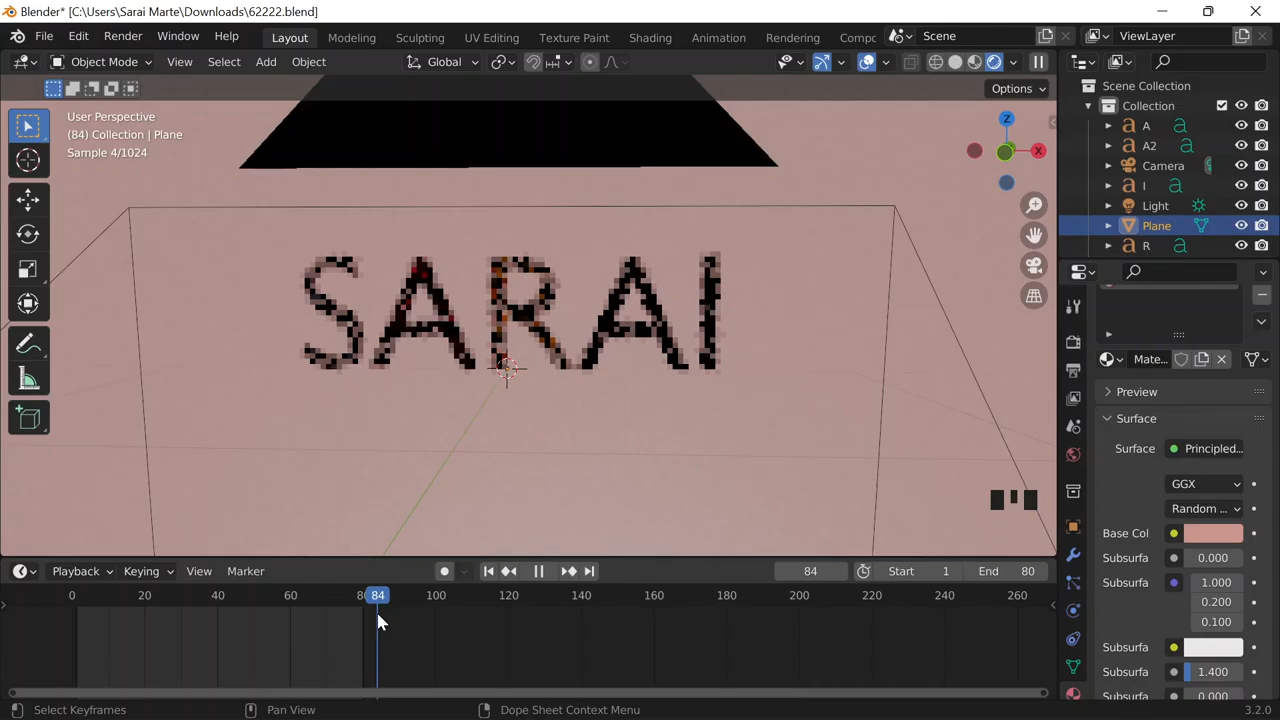 Blender* [C:\Users\Sarai Marte\Downloads\62222.blend]
File Edit Render Window Help Layout Modeling Sculpting UV Editing Texture Paint Shading Animation Rendering Compc Scene ViewLayer
Object Mode View Select Add Object Global
Options
Scene Collection
User Perspective
(84) Collection | Plane
Sample 4/1024
Z
X
Collection
A
A2
Camera
I
Light
Plane
R
SARAI
Mate...
Preview
Surface
Surface Principled...
GGX
Random ...
Base Col
Subsurfa 0.000
Subsurfa 1.000
0.200
0.100
Subsurfa
Subsurfa 1.400
Subsurfa 0.000
Playback Keying View Marker 84 Start 1 End 80
0 20 40 60 8 84 100 120 140 160 180 200 220 240 260
Select Keyframes Pan View Dope Sheet Context Menu 3.2.0